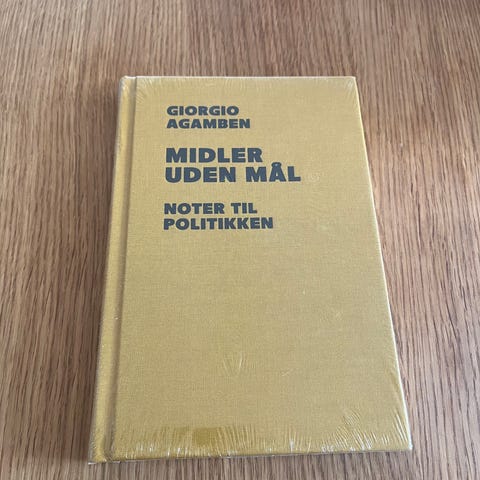 GIORGIO
AGAMBEN
MIDLER
UDEN MÅL
NOTER TIL
POLITIKKEN